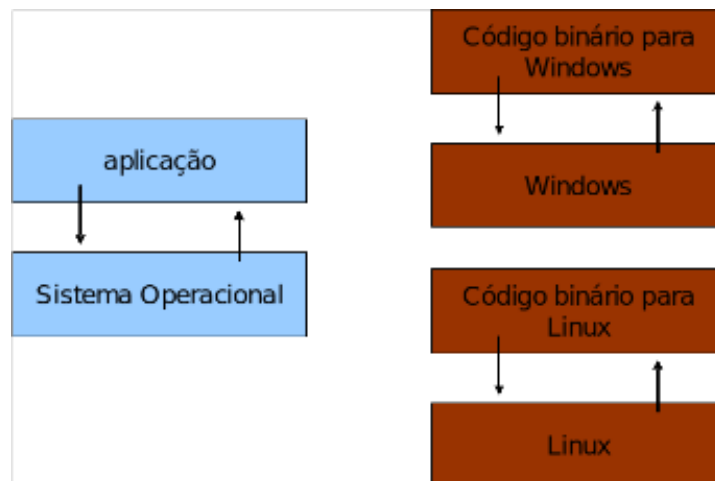 aplicação
Sistema Operacional
Código binário para
Windows
Windows
Código binário para
Linux
Linux